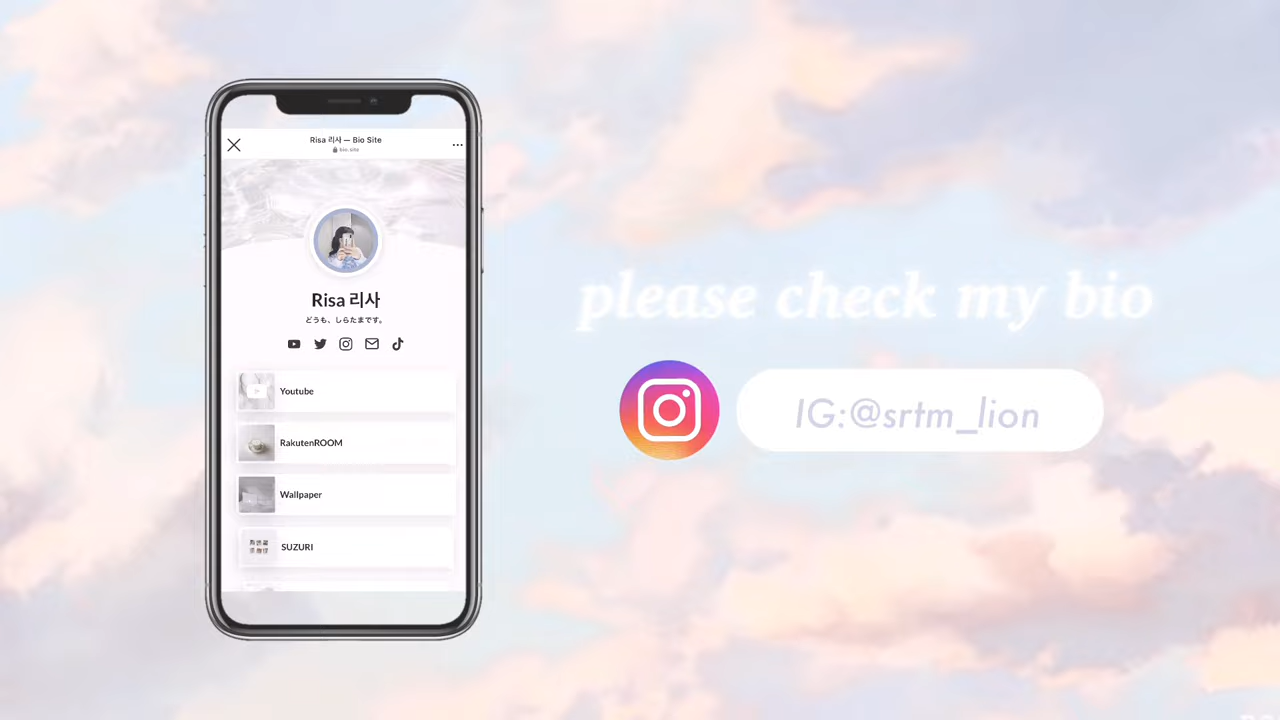 Risa 리사 — Bio Site
bio.site
Risa 리사
どうも、しらたまです。
Youtube
RakutenROOM
Wallpaper
SUZURI
please check my bio
IG:@srtm_lion